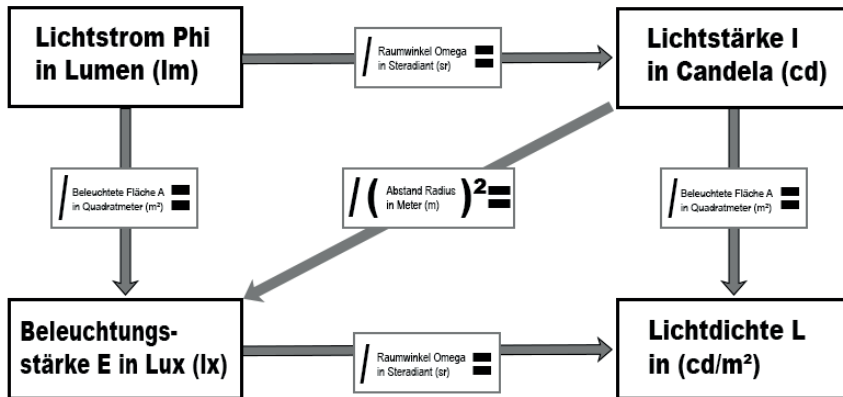 Lichtstrom Phi
in Lumen (lm)
/ Raumwinkel Omega
in Steradiant (sr) =
Lichtstärke I
in Candela (cd)
/ Beleuchtete Fläche A
in Quadratmeter (m²) =
/ ( Abstand Radius
in Meter (m) )² =
/ Beleuchtete Fläche A
in Quadratmeter (m²) =
Beleuchtungs-
stärke E in Lux (lx)
/ Raumwinkel Omega
in Steradiant (sr) =
Lichtdichte L
in (cd/m²)